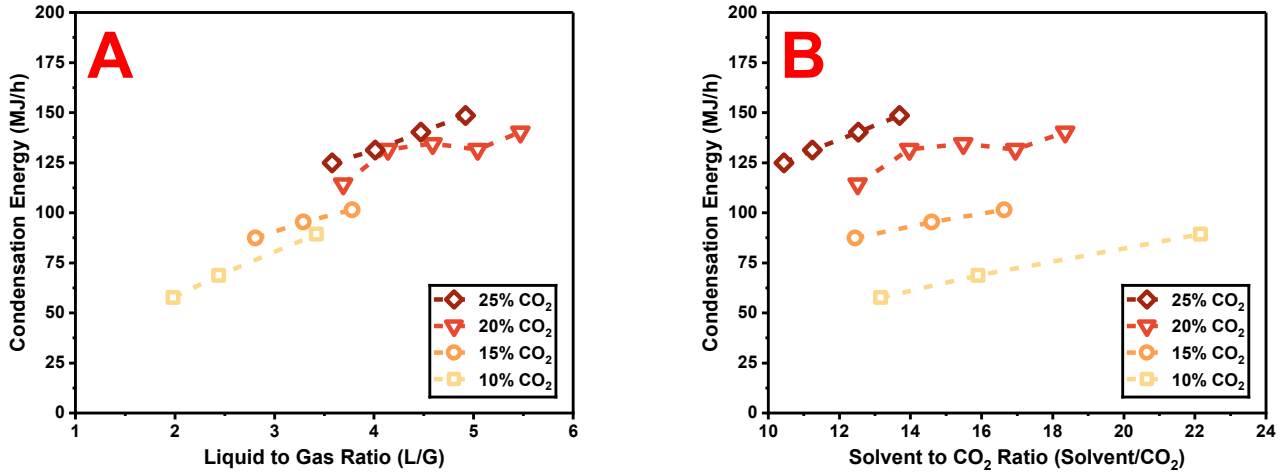 A
Condensation Energy (MJ/h)
200
175
150
125
100
75
50
25
0
1 2 3 4 5 6
Liquid to Gas Ratio (L/G)
25% CO₂
20% CO₂
15% CO₂
10% CO₂
B
Condensation Energy (MJ/h)
200
175
150
125
100
75
50
25
0
10 12 14 16 18 20 22 24
Solvent to CO₂ Ratio (Solvent/CO₂)
25% CO₂
20% CO₂
15% CO₂
10% CO₂